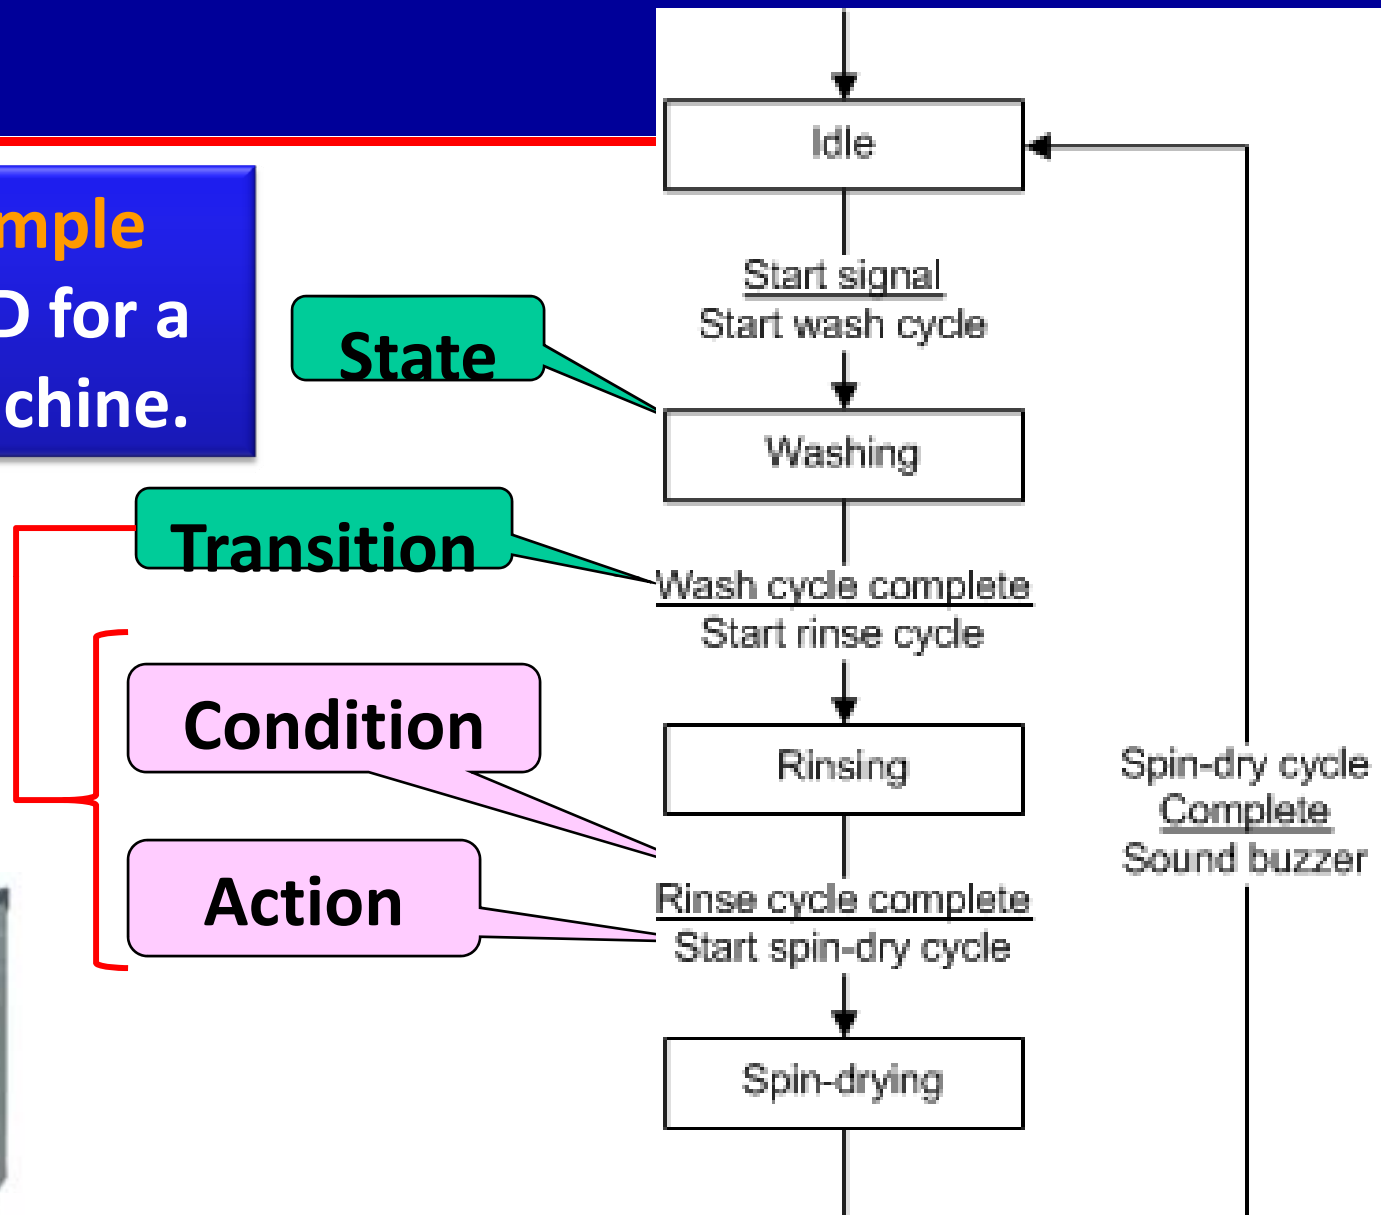 mple
D for a
chine.
State
Transition
Condition
Action
Idle
Start signal
Start wash cycle
Washing
Wash cycle complete
Start rinse cycle
Rinsing
Rinse cycle complete
Start spin-dry cycle
Spin-drying
Spin-dry cycle
Complete
Sound buzzer